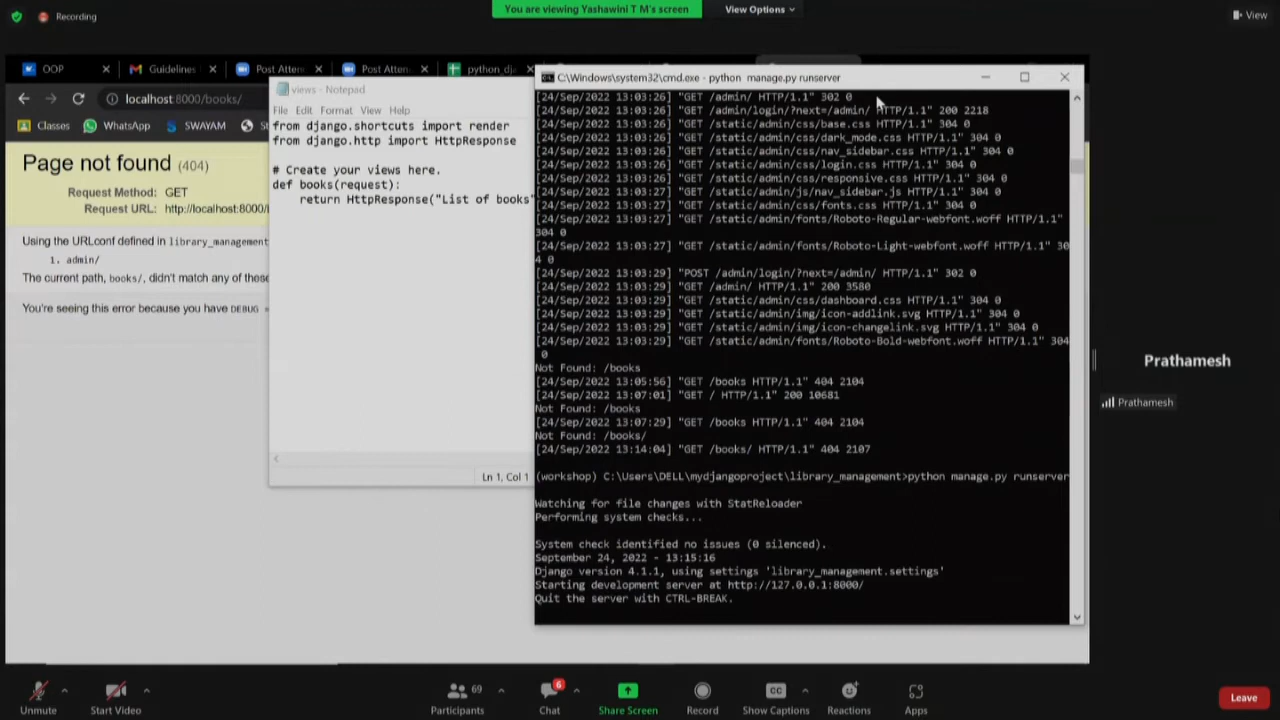 Recording
You are viewing Yashawini T M's screen
View Options
View
OOP
Guidelines
Post Atten
Post Atten
python_dj
localhost:8000/books/
Classes
WhatsApp
SWAYAM
Page not found (404)
Request Method: GET
Request URL: http://localhost:8000/
Using the URLconf defined in library_management
1. admin/
The current path, books/, didn't match any of these
You're seeing this error because you have DEBUG =
views - Notepad
File Edit Format View Help
from django.shortcuts import render
from django.http import HttpResponse
# Create your views here.
def books(request):
return HttpResponse("List of books"
Ln 1, Col 1
C:\Windows\system32\cmd.exe - python manage.py runserver
[24/Sep/2022 13:03:26] "GET /admin/ HTTP/1.1" 302 0
[24/Sep/2022 13:03:26] "GET /admin/login/?next=/admin/ HTTP/1.1" 200 2218
[24/Sep/2022 13:03:26] "GET /static/admin/css/base.css HTTP/1.1" 304 0
[24/Sep/2022 13:03:26] "GET /static/admin/css/dark_mode.css HTTP/1.1" 304 0
[24/Sep/2022 13:03:26] "GET /static/admin/css/nav_sidebar.css HTTP/1.1" 304 0
[24/Sep/2022 13:03:26] "GET /static/admin/css/login.css HTTP/1.1" 304 0
[24/Sep/2022 13:03:26] "GET /static/admin/css/responsive.css HTTP/1.1" 304 0
[24/Sep/2022 13:03:26] "GET /static/admin/js/nav_sidebar.js HTTP/1.1" 304 0
[24/Sep/2022 13:03:27] "GET /static/admin/css/fonts.css HTTP/1.1" 304 0
[24/Sep/2022 13:03:27] "GET /static/admin/fonts/Roboto-Regular-webfont.woff HTTP/1.1"
304 0
[24/Sep/2022 13:03:27] "GET /static/admin/fonts/Roboto-Light-webfont.woff HTTP/1.1" 30
4 0
[24/Sep/2022 13:03:29] "POST /admin/login/?next=/admin/ HTTP/1.1" 302 0
[24/Sep/2022 13:03:29] "GET /admin/ HTTP/1.1" 200 3580
[24/Sep/2022 13:03:29] "GET /static/admin/css/dashboard.css HTTP/1.1" 304 0
[24/Sep/2022 13:03:29] "GET /static/admin/img/icon-addlink.svg HTTP/1.1" 304 0
[24/Sep/2022 13:03:29] "GET /static/admin/img/icon-changelink.svg HTTP/1.1" 304 0
[24/Sep/2022 13:03:29] "GET /static/admin/fonts/Roboto-Bold-webfont.woff HTTP/1.1" 304
0
Not Found: /books
[24/Sep/2022 13:05:56] "GET /books HTTP/1.1" 404 2104
[24/Sep/2022 13:07:01] "GET / HTTP/1.1" 200 10681
Not Found: /books
[24/Sep/2022 13:07:29] "GET /books HTTP/1.1" 404 2104
Not Found: /books/
[24/Sep/2022 13:14:04] "GET /books/ HTTP/1.1" 404 2107
(workshop) C:\Users\DELL\mydjangoproject\library_management>python manage.py runserver
Watching for file changes with StatReloader
Performing system checks...
System check identified no issues (0 silenced).
September 24, 2022 - 13:15:16
Django version 4.1.1, using settings 'library_management.settings'
Starting development server at http://127.0.0.1:8000/
Quit the server with CTRL-BREAK.
Prathamesh
Prathamesh
Unmute
Start Video
69
Participants
6
Chat
Share Screen
Record
CC
Show Captions
Reactions
Apps
Leave